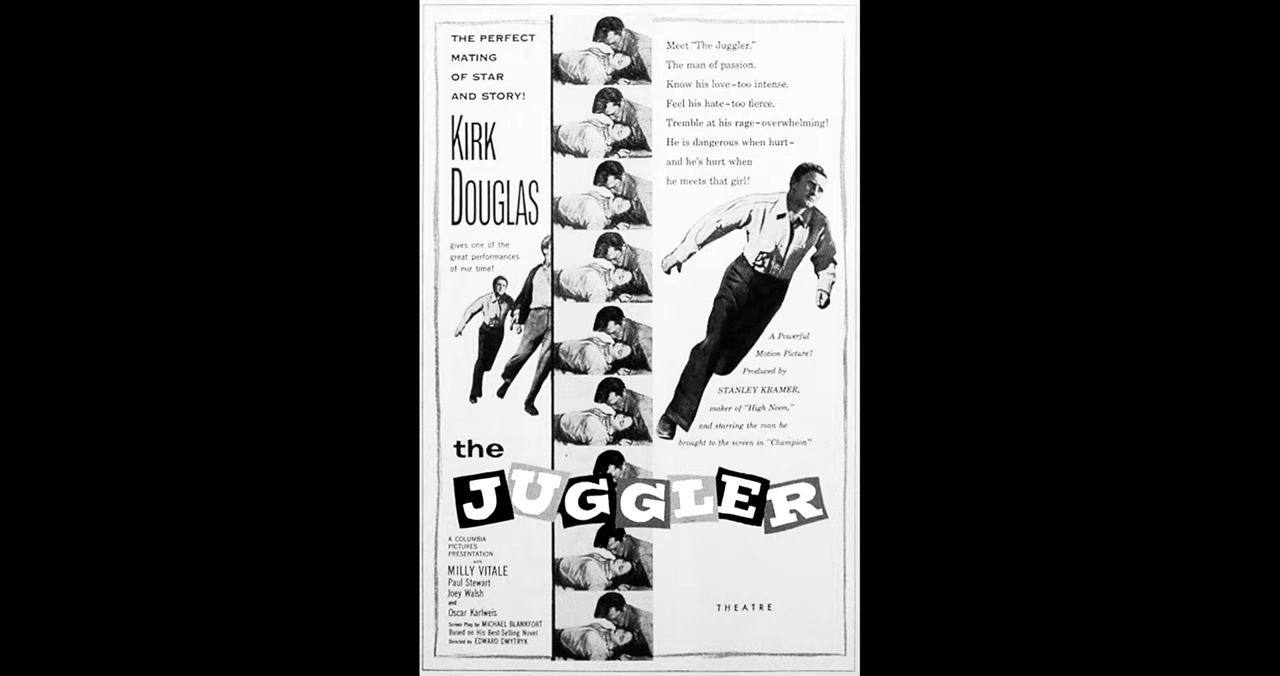 THE PERFECT
MATING
OF STAR
AND STORY!
KIRK
DOUGLAS
gives one of the
great performances
of our time!
Meet "The Juggler."
The man of passion.
Know his love–too intense.
Feel his hate–too fierce.
Tremble at his rage–overwhelming!
He is dangerous when hurt–
and he's hurt when
he meets that girl!
A Powerful
Motion Picture!
Produced by
STANLEY KRAMER,
maker of "High Noon,"
and starring the man he
brought to the screen in "Champion"
the
JUGGLER
A COLUMBIA
PICTURES
PRESENTATION
with
MILLY VITALE
Paul Stewart
Joey Walsh
and
Oscar Karlweis
Screen Play by MICHAEL BLANKFORT
Based on His Best-Selling Novel
Directed by EDWARD DMYTRYK
THEATRE